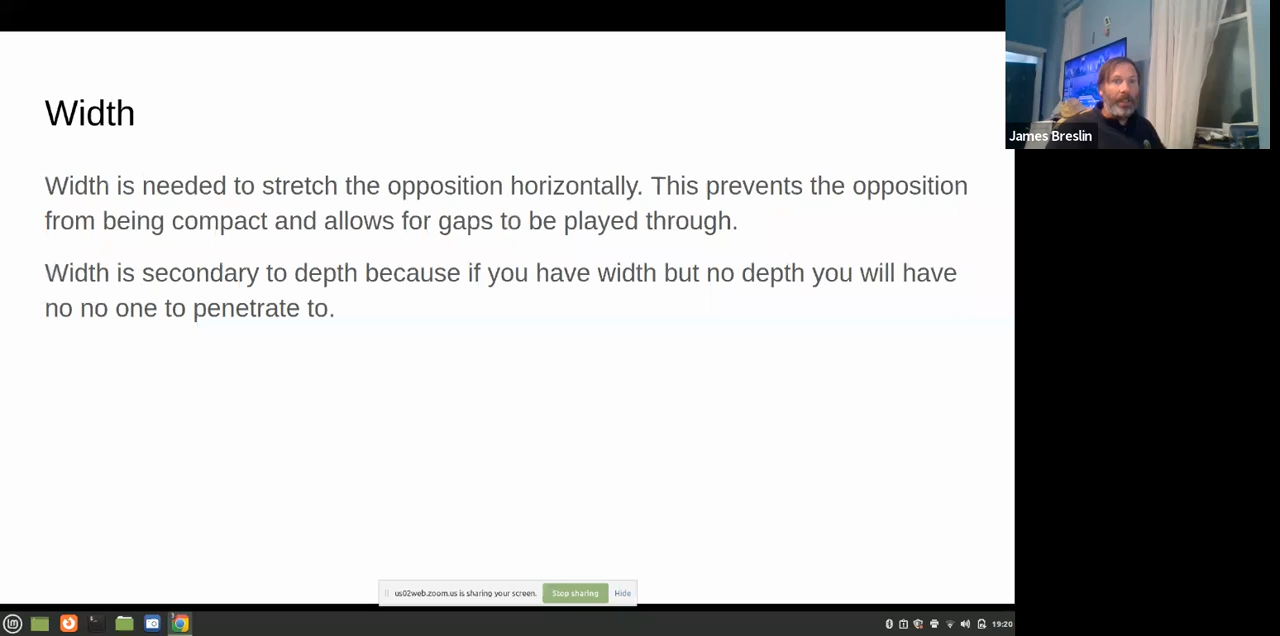 Width
Width is needed to stretch the opposition horizontally. This prevents the opposition
from being compact and allows for gaps to be played through.
Width is secondary to depth because if you have width but no depth you will have
no no one to penetrate to.
James Breslin
us02web.zoom.us is sharing your screen.
Stop sharing
Hide
19:20